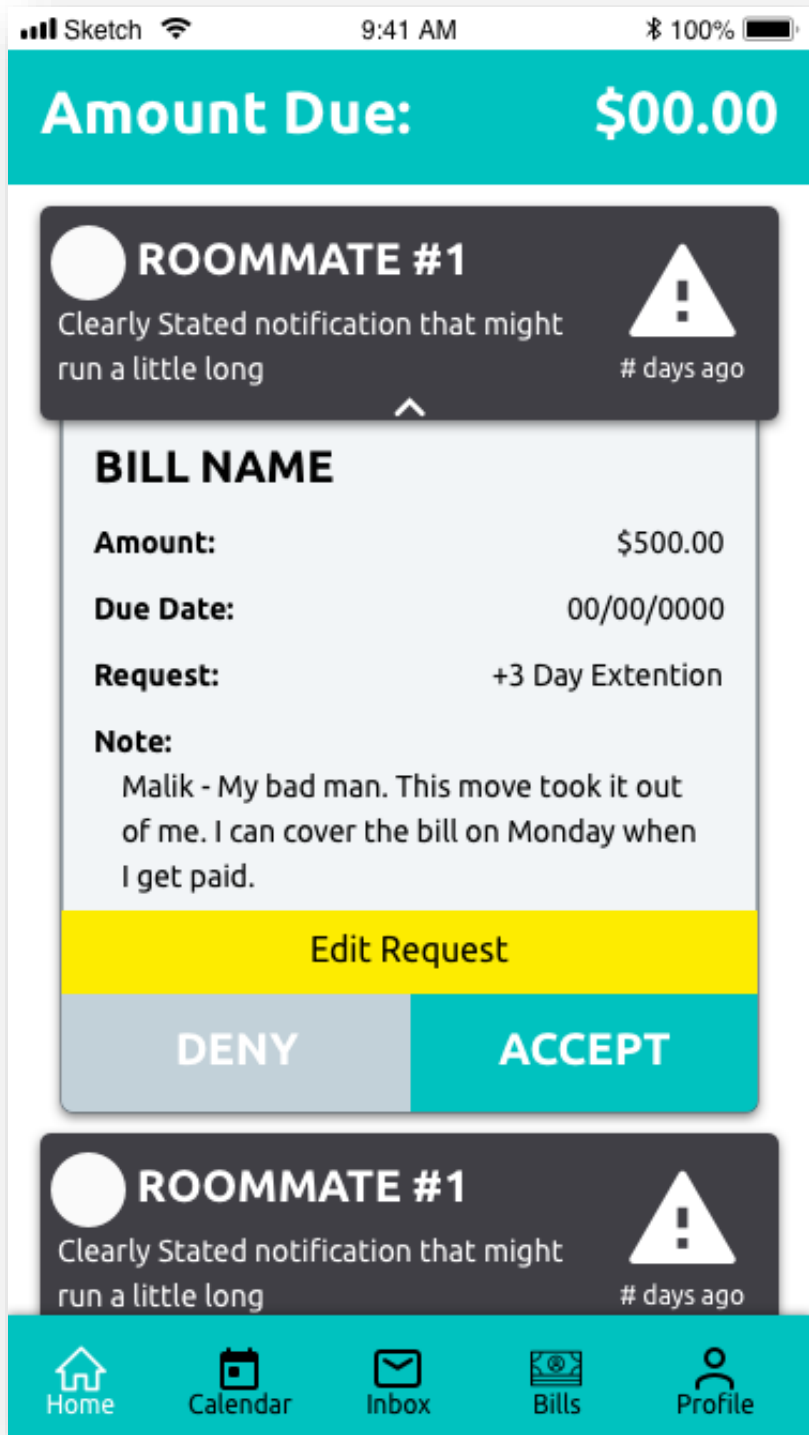 Sketch 9:41 AM 100%
Amount Due: $00.00
ROOMMATE #1
Clearly Stated notification that might
run a little long
# days ago
BILL NAME
Amount: $500.00
Due Date: 00/00/0000
Request: +3 Day Extention
Note:
Malik - My bad man. This move took it out
of me. I can cover the bill on Monday when
I get paid.
Edit Request
DENY ACCEPT
ROOMMATE #1
Clearly Stated notification that might
run a little long
# days ago
Home Calendar Inbox Bills Profile